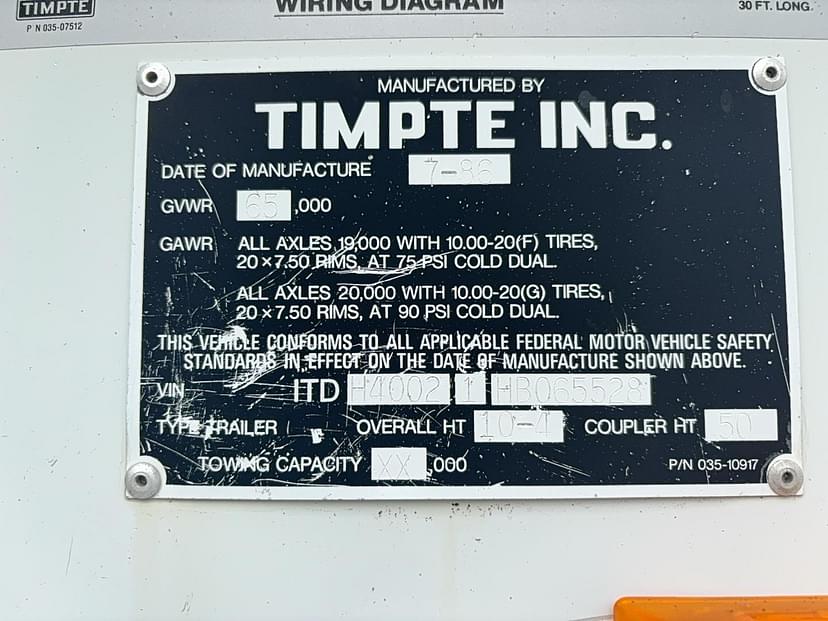 TIMPTE
P N 035-07512
WIRING DIAGRAM
30 FT. LONG.
MANUFACTURED BY
TIMPTE INC.
DATE OF MANUFACTURE 7-86
GVWR 65,000
GAWR ALL AXLES 19,000 WITH 10.00-20(F) TIRES,
20 × 7.50 RIMS, AT 75 PSI COLD DUAL.
ALL AXLES 20,000 WITH 10.00-20(G) TIRES,
20 × 7.50 RIMS, AT 90 PSI COLD DUAL.
THIS VEHICLE CONFORMS TO ALL APPLICABLE FEDERAL MOTOR VEHICLE SAFETY
STANDARDS IN EFFECT ON THE DATE OF MANUFACTURE SHOWN ABOVE.
VIN ITD H4002 1 HB065528
TYPE TRAILER OVERALL HT 10-4 COUPLER HT 50
TOWING CAPACITY XX,000 P/N 035-10917